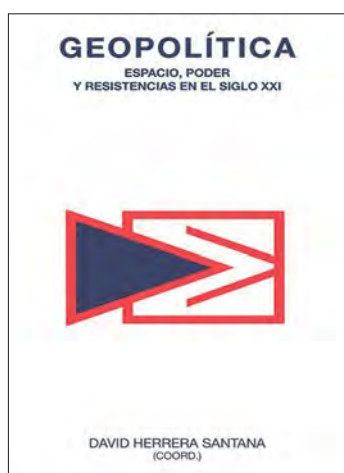 GEOPOLÍTICA
ESPACIO, PODER
Y RESISTENCIAS EN EL SIGLO XXI
DAVID HERRERA SANTANA
(COORD.)